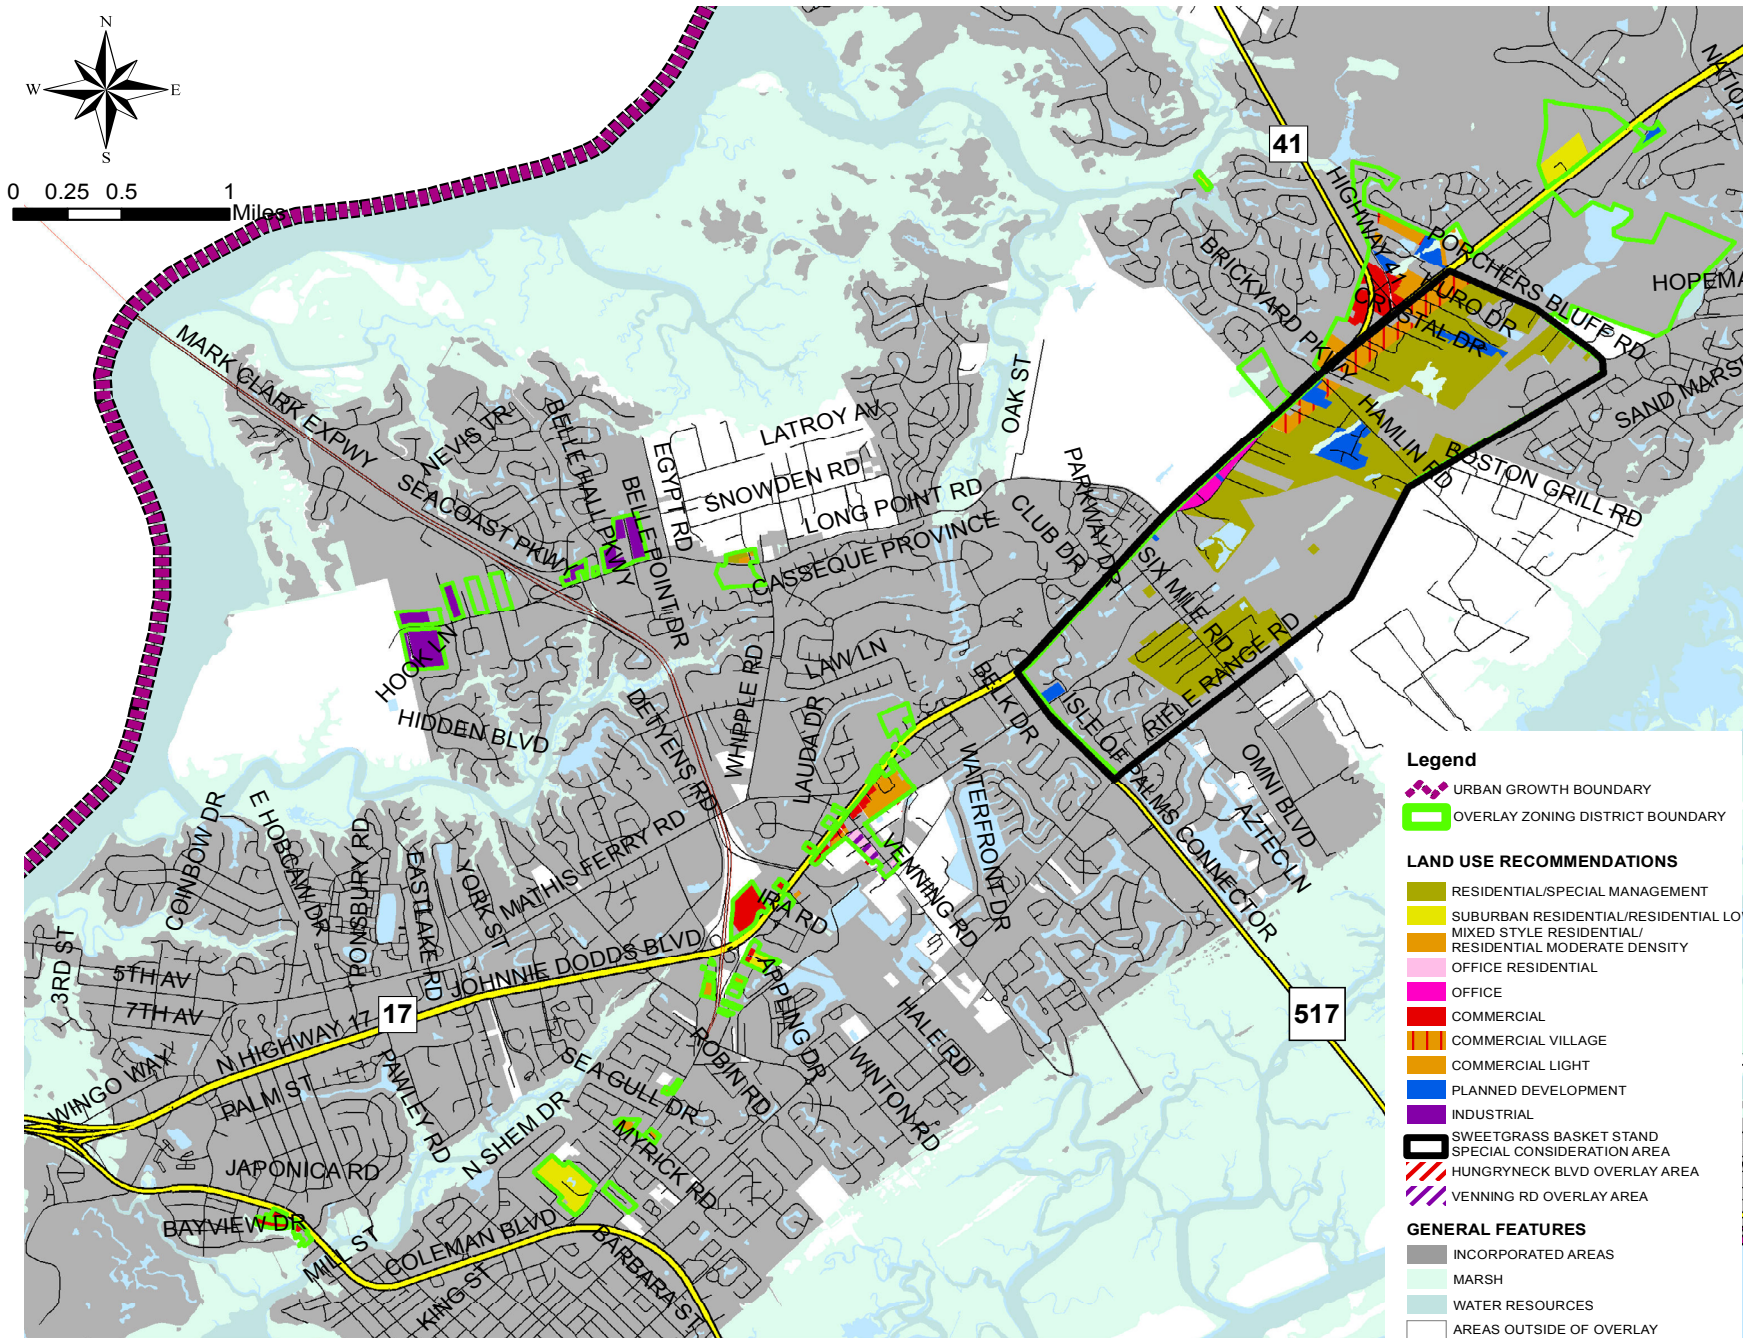 N
W
E
S
0 0.25 0.5 1
Miles
41
HIGHWAY 41
PORCHERS BLUFF RD
HOPEMA
BRICKYARD PKWY
CRYSTAL DR
SAND MARS
HAMLIN RD
BOSTON GRILL RD
OAK ST
MARK CLARK EXPWY
NEVIS TR
SEACOAST PKWY
BELLE HALL PKWY
BELLE POINT DR
EGYPT RD
LATROY AV
SNOWDEN RD
LONG POINT RD
CASSEQUE PROVINCE
CLUB DR
PARKWAY DR
SIX MILE RD
RIFLE RANGE RD
HOOK LN
HIDDEN BLVD
DETYENS RD
WHIPPLE RD
LAUDA DR
LAW LN
BELK DR
ISLE OF PALMS CONNECTOR
WATERFRONT DR
OMNI BLVD
AZTEC LN
VENNING RD
IRA RD
MATHIS FERRY RD
COINBOW DR
E HOBCAW DR
RONSBURY RD
EASTLAKE RD
YORK ST
3RD ST
5TH AV
7TH AV
JOHNNIE DODDS BLVD
17
N HIGHWAY 17
517
WINGO WAY
PALM ST
PAWLEY RD
JAPONICA RD
N SHEM DR
SEA GULL DR
ROBIN RD
APPLING DR
WINTON RD
HALE RD
MYRICK RD
BAYVIEW DR
MILL ST
COLEMAN BLVD
KING ST
BARBARA ST
Legend
URBAN GROWTH BOUNDARY
OVERLAY ZONING DISTRICT BOUNDARY
LAND USE RECOMMENDATIONS
RESIDENTIAL/SPECIAL MANAGEMENT
SUBURBAN RESIDENTIAL/RESIDENTIAL LO
MIXED STYLE RESIDENTIAL/
RESIDENTIAL MODERATE DENSITY
OFFICE RESIDENTIAL
OFFICE
COMMERCIAL
COMMERCIAL VILLAGE
COMMERCIAL LIGHT
PLANNED DEVELOPMENT
INDUSTRIAL
SWEETGRASS BASKET STAND
SPECIAL CONSIDERATION AREA
HUNGRYNECK BLVD OVERLAY AREA
VENNING RD OVERLAY AREA
GENERAL FEATURES
INCORPORATED AREAS
MARSH
WATER RESOURCES
AREAS OUTSIDE OF OVERLAY